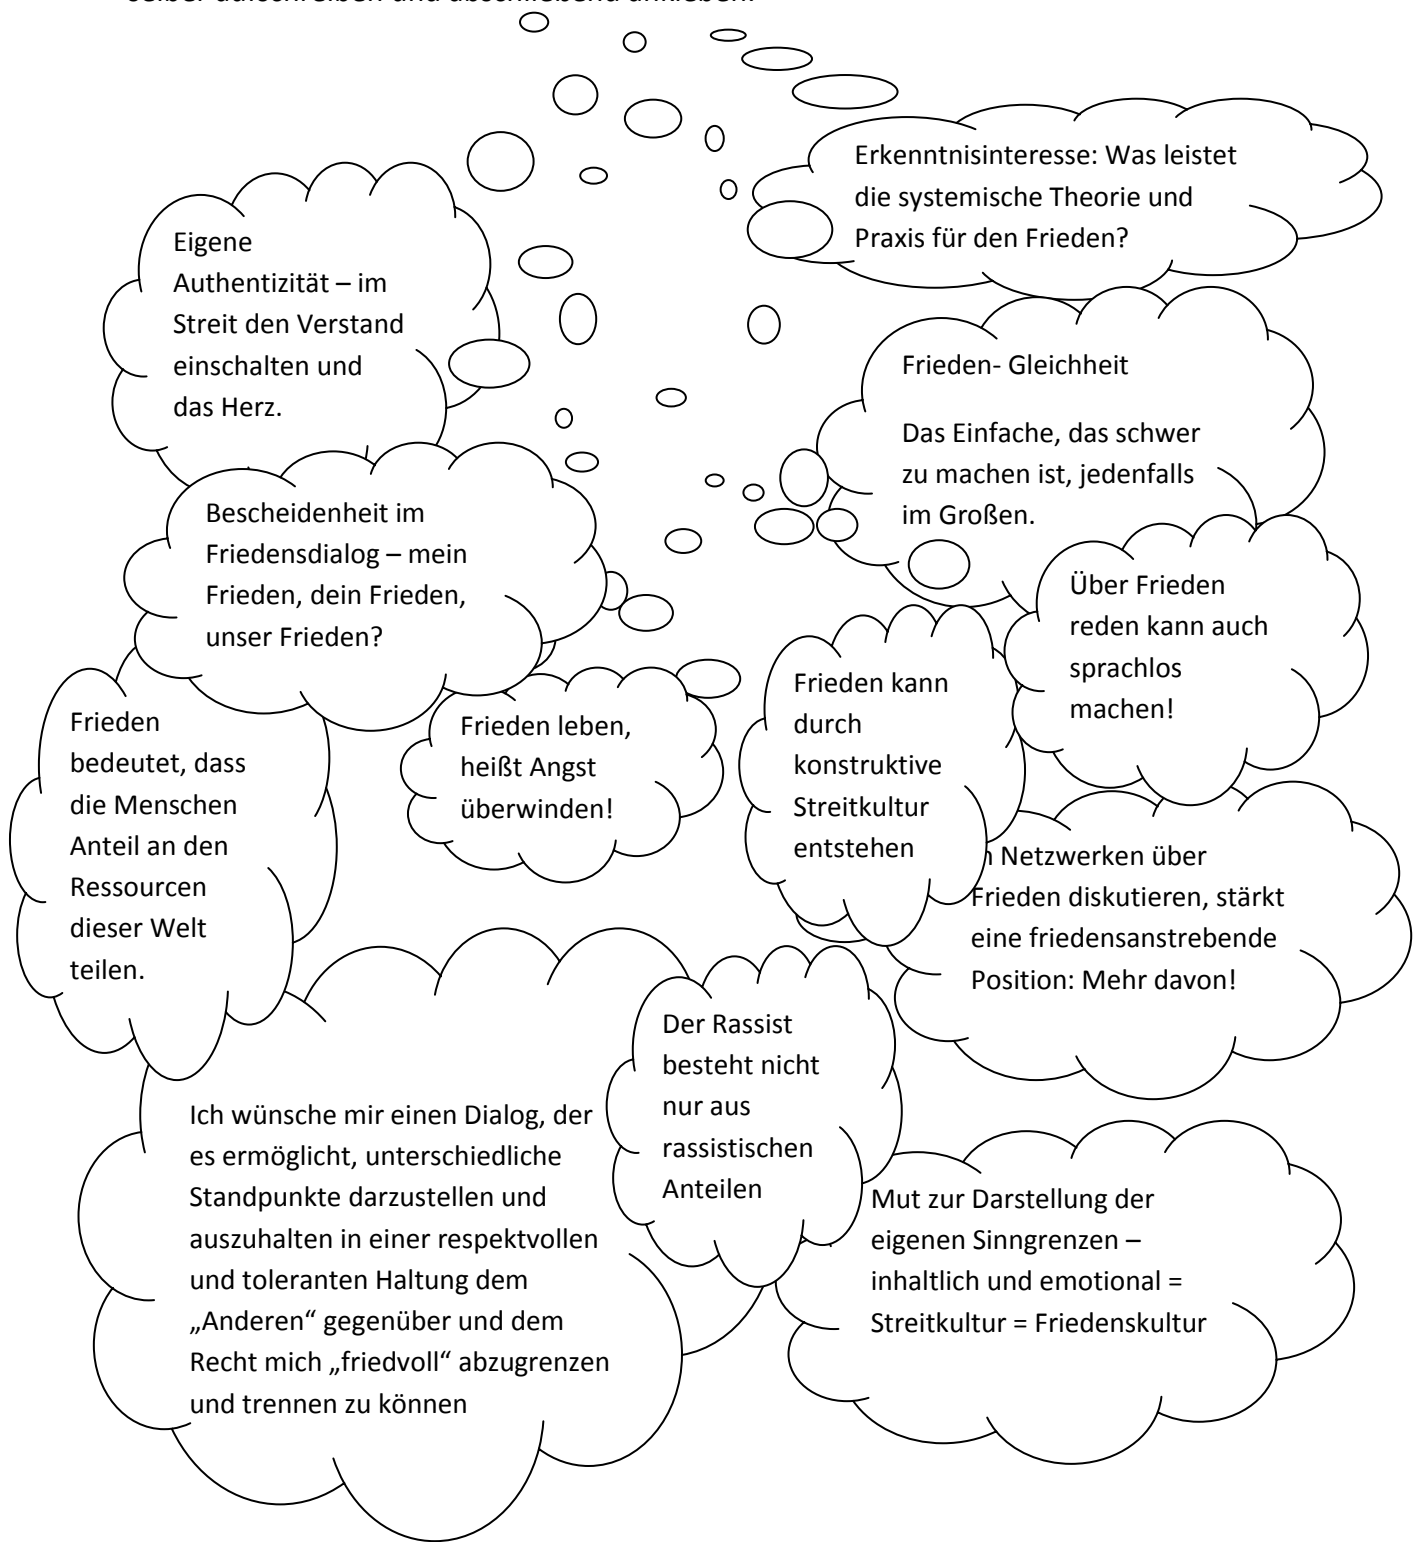 selber aufschreiben und abschließend ankleben:
Erkenntnisinteresse: Was leistet
die systemische Theorie und
Praxis für den Frieden?
Eigene
Authentizität – im
Streit den Verstand
einschalten und
das Herz.
Frieden- Gleichheit
Das Einfache, das schwer
zu machen ist, jedenfalls
im Großen.
Bescheidenheit im
Friedensdialog – mein
Frieden, dein Frieden,
unser Frieden?
Über Frieden
reden kann auch
sprachlos
machen!
Frieden
bedeutet, dass
die Menschen
Anteil an den
Ressourcen
dieser Welt
teilen.
Frieden leben,
heißt Angst
überwinden!
Frieden kann
durch
konstruktive
Streitkultur
entstehen
Netzwerken über
Frieden diskutieren, stärkt
eine friedensanstrebende
Position: Mehr davon!
Der Rassist
besteht nicht
nur aus
rassistischen
Anteilen
Ich wünsche mir einen Dialog, der
es ermöglicht, unterschiedliche
Standpunkte darzustellen und
auszuhalten in einer respektvollen
und toleranten Haltung dem
„Anderen“ gegenüber und dem
Recht mich „friedvoll“ abzugrenzen
und trennen zu können
Mut zur Darstellung der
eigenen Sinngrenzen –
inhaltlich und emotional =
Streitkultur = Friedenskultur